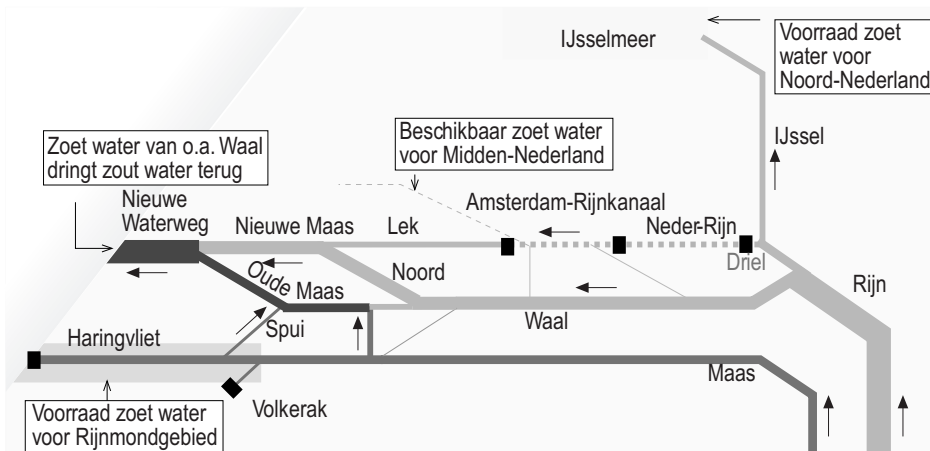 IJsselmeer
Voorraad zoet
water voor
Noord-Nederland
Zoet water van o.a. Waal
dringt zout water terug
Beschikbaar zoet water
voor Midden-Nederland
IJssel
Nieuwe
Waterweg
Nieuwe Maas
Lek
Amsterdam-Rijnkanaal
Neder-Rijn
Driel
Oude Maas
Noord
Rijn
Spui
Waal
Haringvliet
Maas
Volkerak
Voorraad zoet water
voor Rijnmondgebied